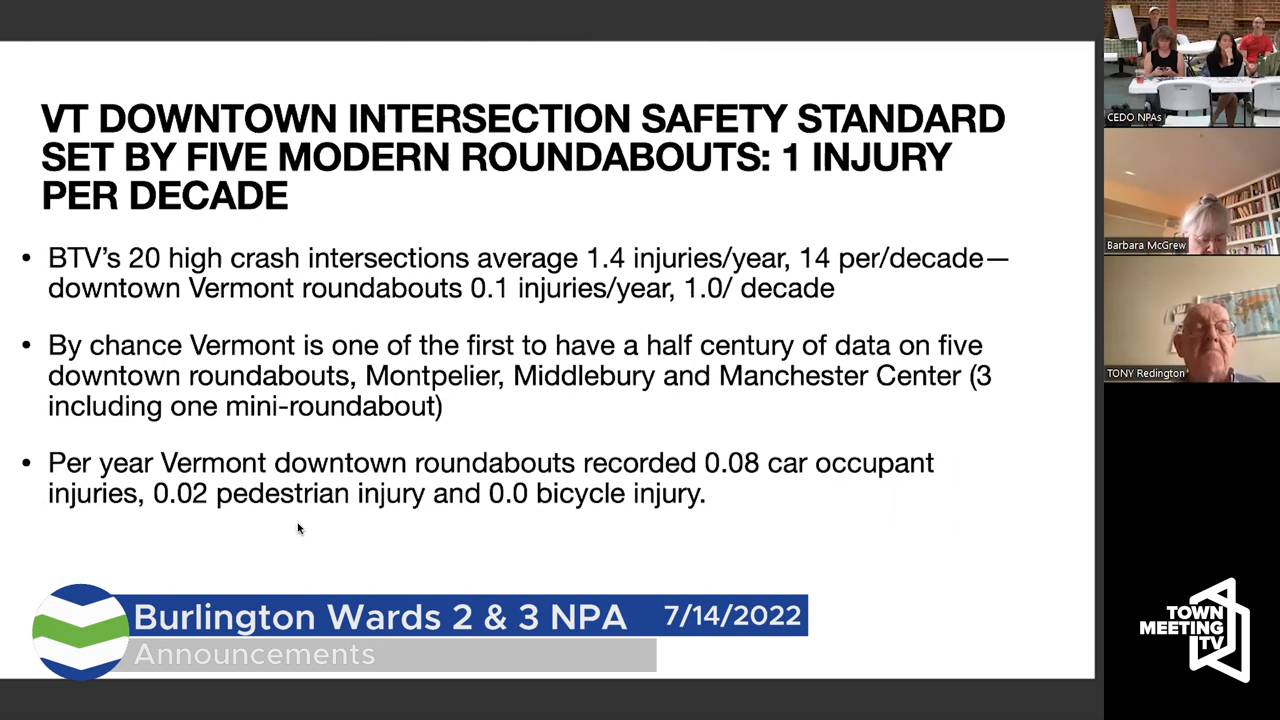 VT DOWNTOWN INTERSECTION SAFETY STANDARD
SET BY FIVE MODERN ROUNDABOUTS: 1 INJURY
PER DECADE
• BTV’s 20 high crash intersections average 1.4 injuries/year, 14 per/decade—
downtown Vermont roundabouts 0.1 injuries/year, 1.0/ decade
• By chance Vermont is one of the first to have a half century of data on five
downtown roundabouts, Montpelier, Middlebury and Manchester Center (3
including one mini-roundabout)
• Per year Vermont downtown roundabouts recorded 0.08 car occupant
injuries, 0.02 pedestrian injury and 0.0 bicycle injury.
Burlington Wards 2 & 3 NPA 7/14/2022
Announcements
CEDO NPAs
Barbara McGrew
TONY Redington
TOWN
MEETING
TV